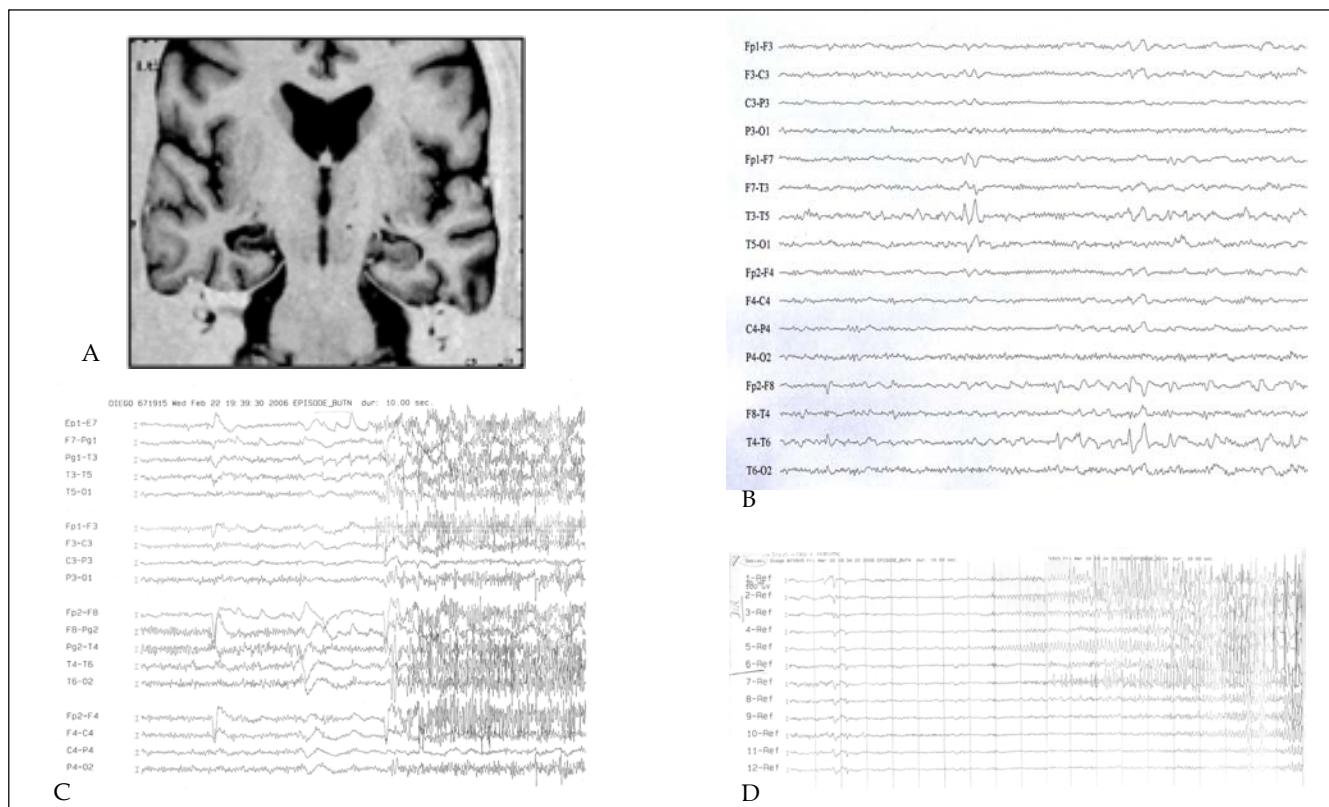 A
Fp1-F3
F3-C3
C3-P3
P3-O1
Fp1-F7
F7-T3
T3-T5
T5-O1
Fp2-F4
F4-C4
C4-P4
P4-O2
Fp2-F8
F8-T4
T4-T6
T6-O2
B
DIEGO 671915 Wed Feb 22 19:39:30 2006 EPISODE_BUTN dur: 10.00 sec.
Ep1-E7
F7-Pg1
Pg1-T3
T3-T5
T5-O1
Fp1-F3
F3-C3
C3-P3
P3-O1
Fp2-F8
F8-Pg2
Pg2-T4
T4-T6
T6-O2
Fp2-F4
F4-C4
C4-P4
P4-O2
C
1-Ref
2-Ref
3-Ref
4-Ref
5-Ref
6-Ref
7-Ref
8-Ref
9-Ref
10-Ref
11-Ref
12-Ref
D